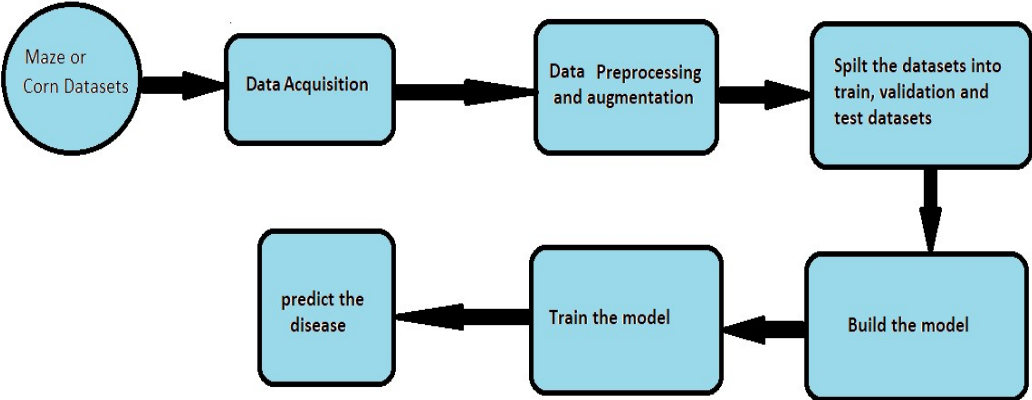 Maze or
Corn Datasets
Data Acquisition
Data Preprocessing
and augmentation
Spilt the datasets into
train, validation and
test datasets
Build the model
Train the model
predict the
disease